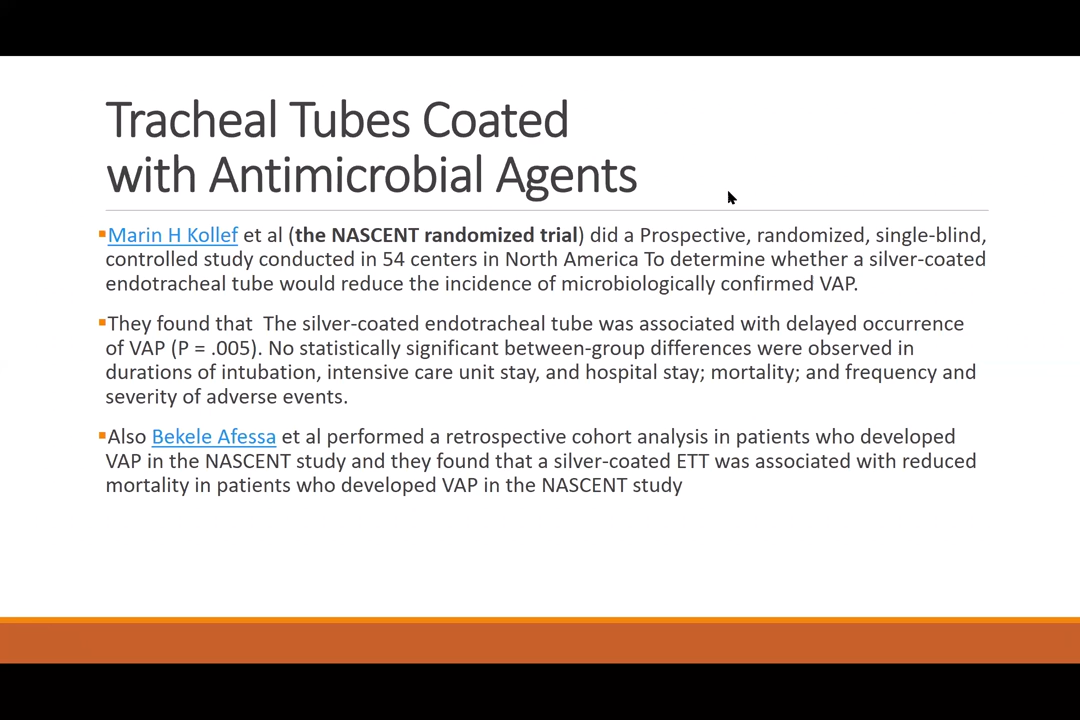 Tracheal Tubes Coated
with Antimicrobial Agents
▪Marin H Kollef et al (the NASCENT randomized trial) did a Prospective, randomized, single-blind,
controlled study conducted in 54 centers in North America To determine whether a silver-coated
endotracheal tube would reduce the incidence of microbiologically confirmed VAP.
▪They found that  The silver-coated endotracheal tube was associated with delayed occurrence
of VAP (P = .005). No statistically significant between-group differences were observed in
durations of intubation, intensive care unit stay, and hospital stay; mortality; and frequency and
severity of adverse events.
▪Also Bekele Afessa et al performed a retrospective cohort analysis in patients who developed
VAP in the NASCENT study and they found that a silver-coated ETT was associated with reduced
mortality in patients who developed VAP in the NASCENT study